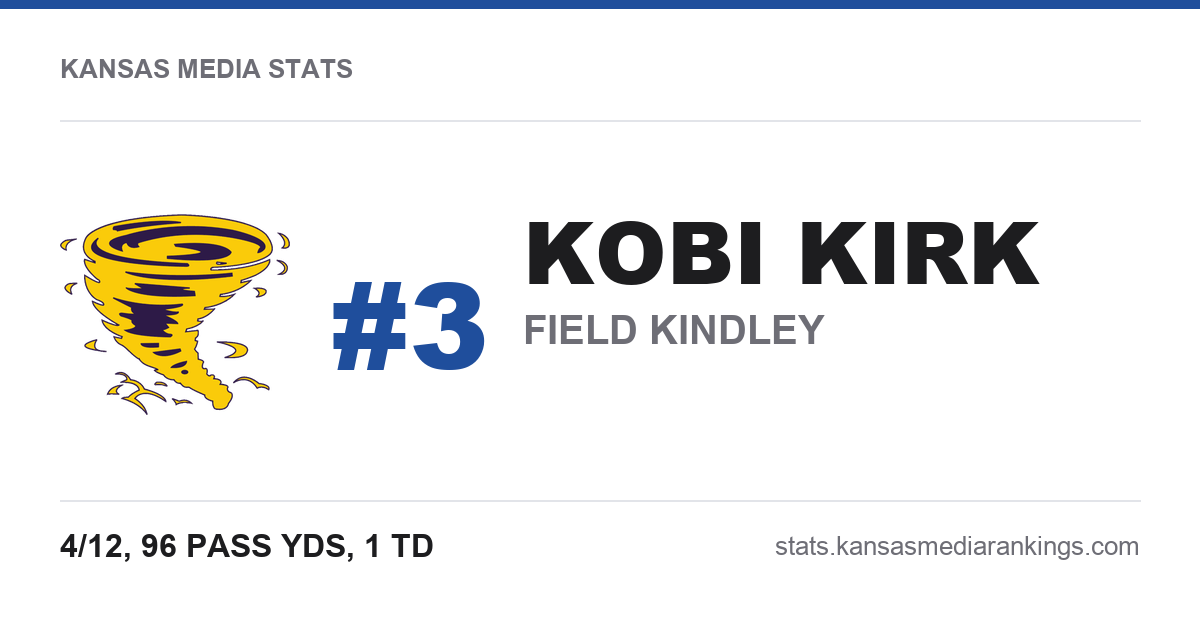 KANSAS MEDIA STATS
#3
KOBI KIRK
FIELD KINDLEY
4/12, 96 PASS YDS, 1 TD
stats.kansasmediarankings.com